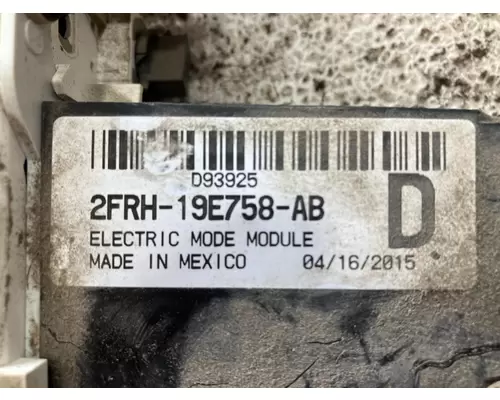 D93925
2FRH-19E758-AB
D
ELECTRIC MODE MODULE
MADE IN MEXICO 04/16/2015